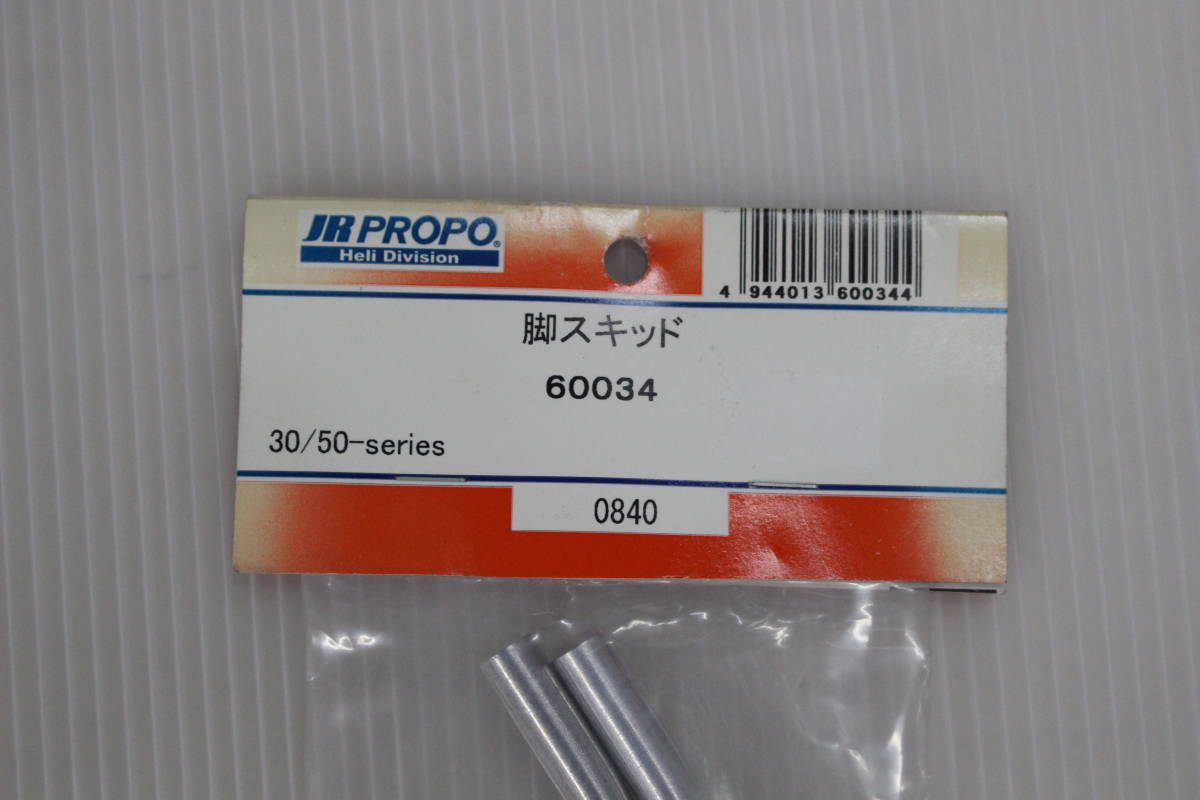 JR PROPO®
Heli Division
4 944013 600344
脚スキッド
60034
30/50-series
0840